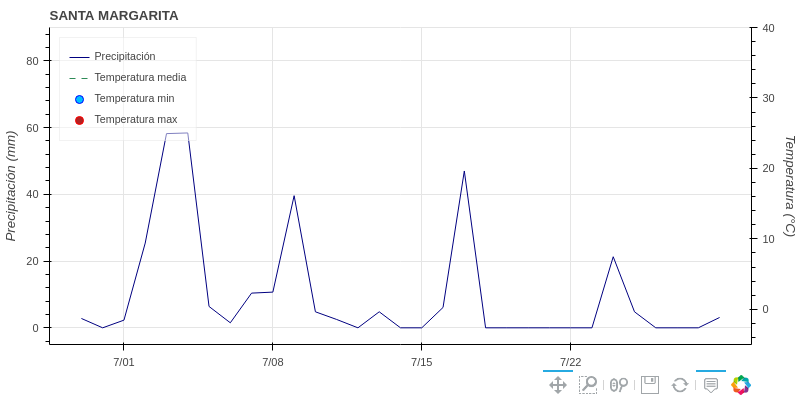 SANTA MARGARITA
Precipitación
Temperatura media
Temperatura min
Temperatura max
Precipitación (mm)
80
60
40
20
0
Temperatura (°C)
40
30
20
10
0
7/01
7/08
7/15
7/22